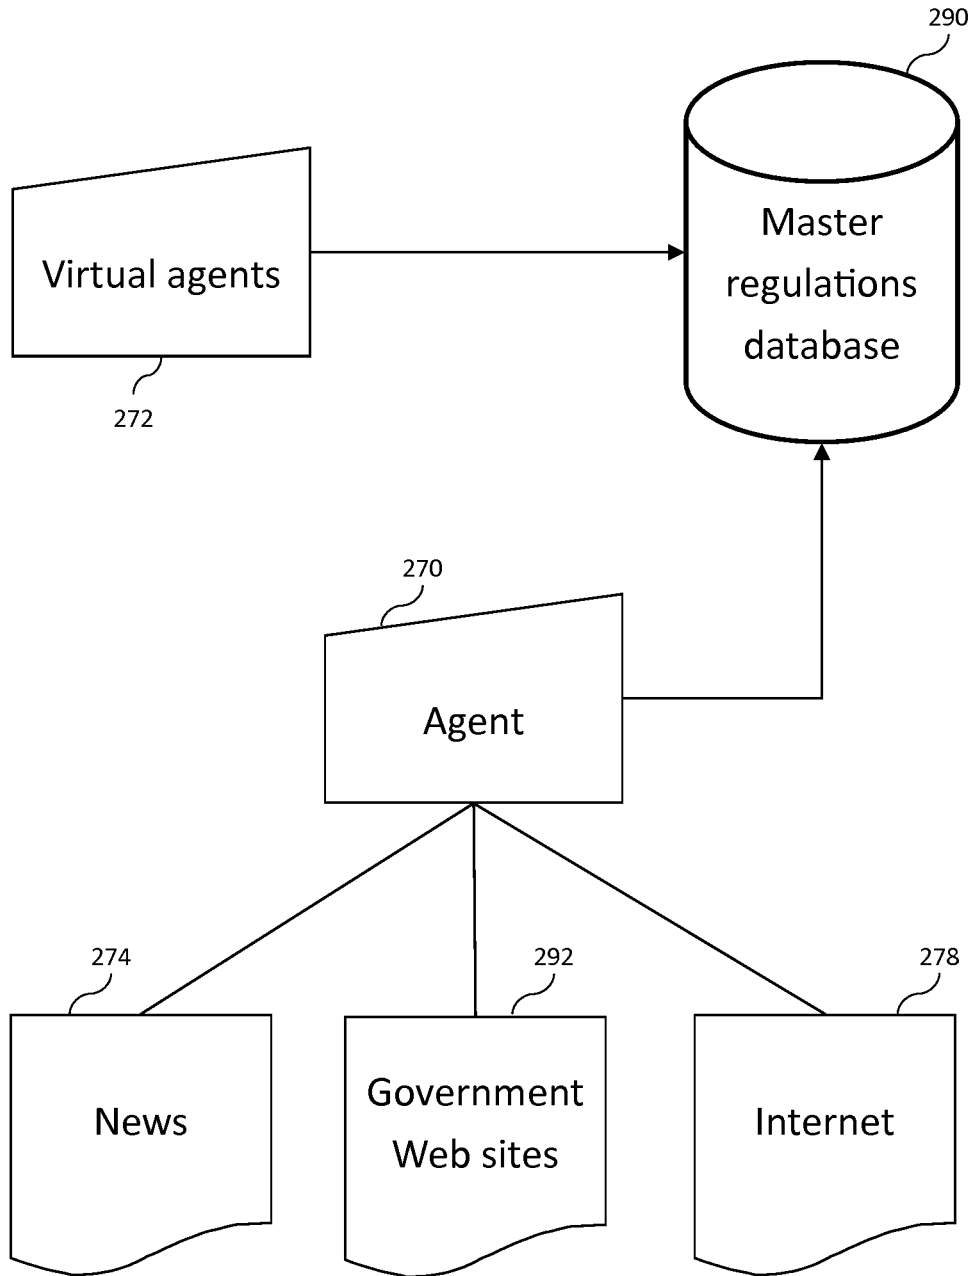 290
Master
regulations
database
Virtual agents
272
270
Agent
274
292
278
News
Government
Web sites
Internet